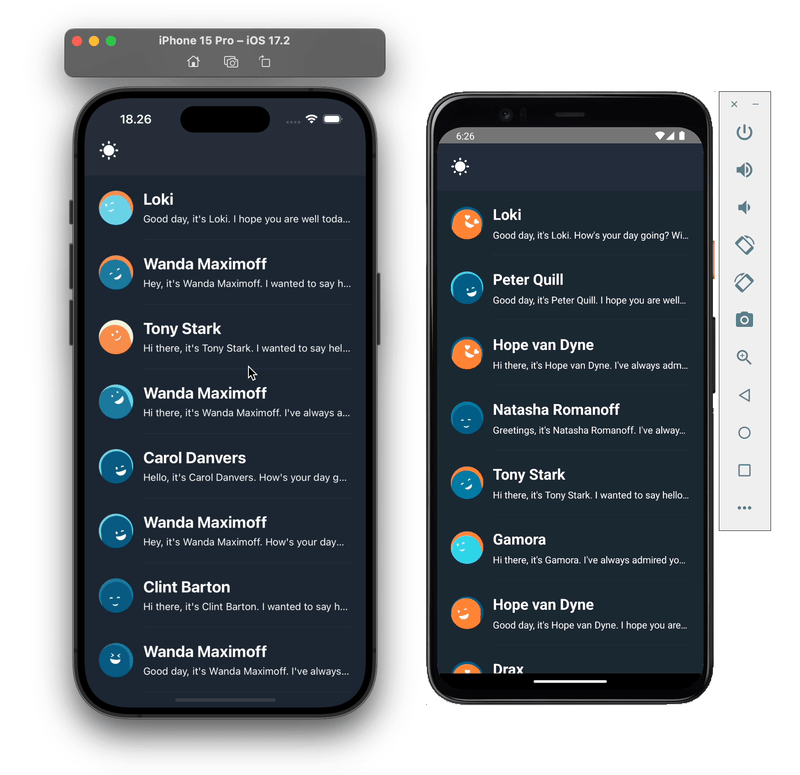 iPhone 15 Pro – iOS 17.2
18.26
Loki
Good day, it's Loki. I hope you are well toda...
Wanda Maximoff
Hey, it's Wanda Maximoff. I wanted to say h...
Tony Stark
Hi there, it's Tony Stark. I wanted to say hel...
Wanda Maximoff
Hi there, it's Wanda Maximoff. I've always a...
Carol Danvers
Hello, it's Carol Danvers. How's your day g...
Wanda Maximoff
Hey, it's Wanda Maximoff. How's your day...
Clint Barton
Hi there, it's Clint Barton. I wanted to say h...
Wanda Maximoff
Good day, it's Wanda Maximoff. I've always...
6:26
Loki
Good day, it's Loki. How's your day going? Wi...
Peter Quill
Good day, it's Peter Quill. I hope you are well...
Hope van Dyne
Hi there, it's Hope van Dyne. I've always adm...
Natasha Romanoff
Greetings, it's Natasha Romanoff. I've alway...
Tony Stark
Hi there, it's Tony Stark. I wanted to say hello...
Gamora
Hi there, it's Gamora. I've always admired yo...
Hope van Dyne
Good day, it's Hope van Dyne. I hope you are...
Drax